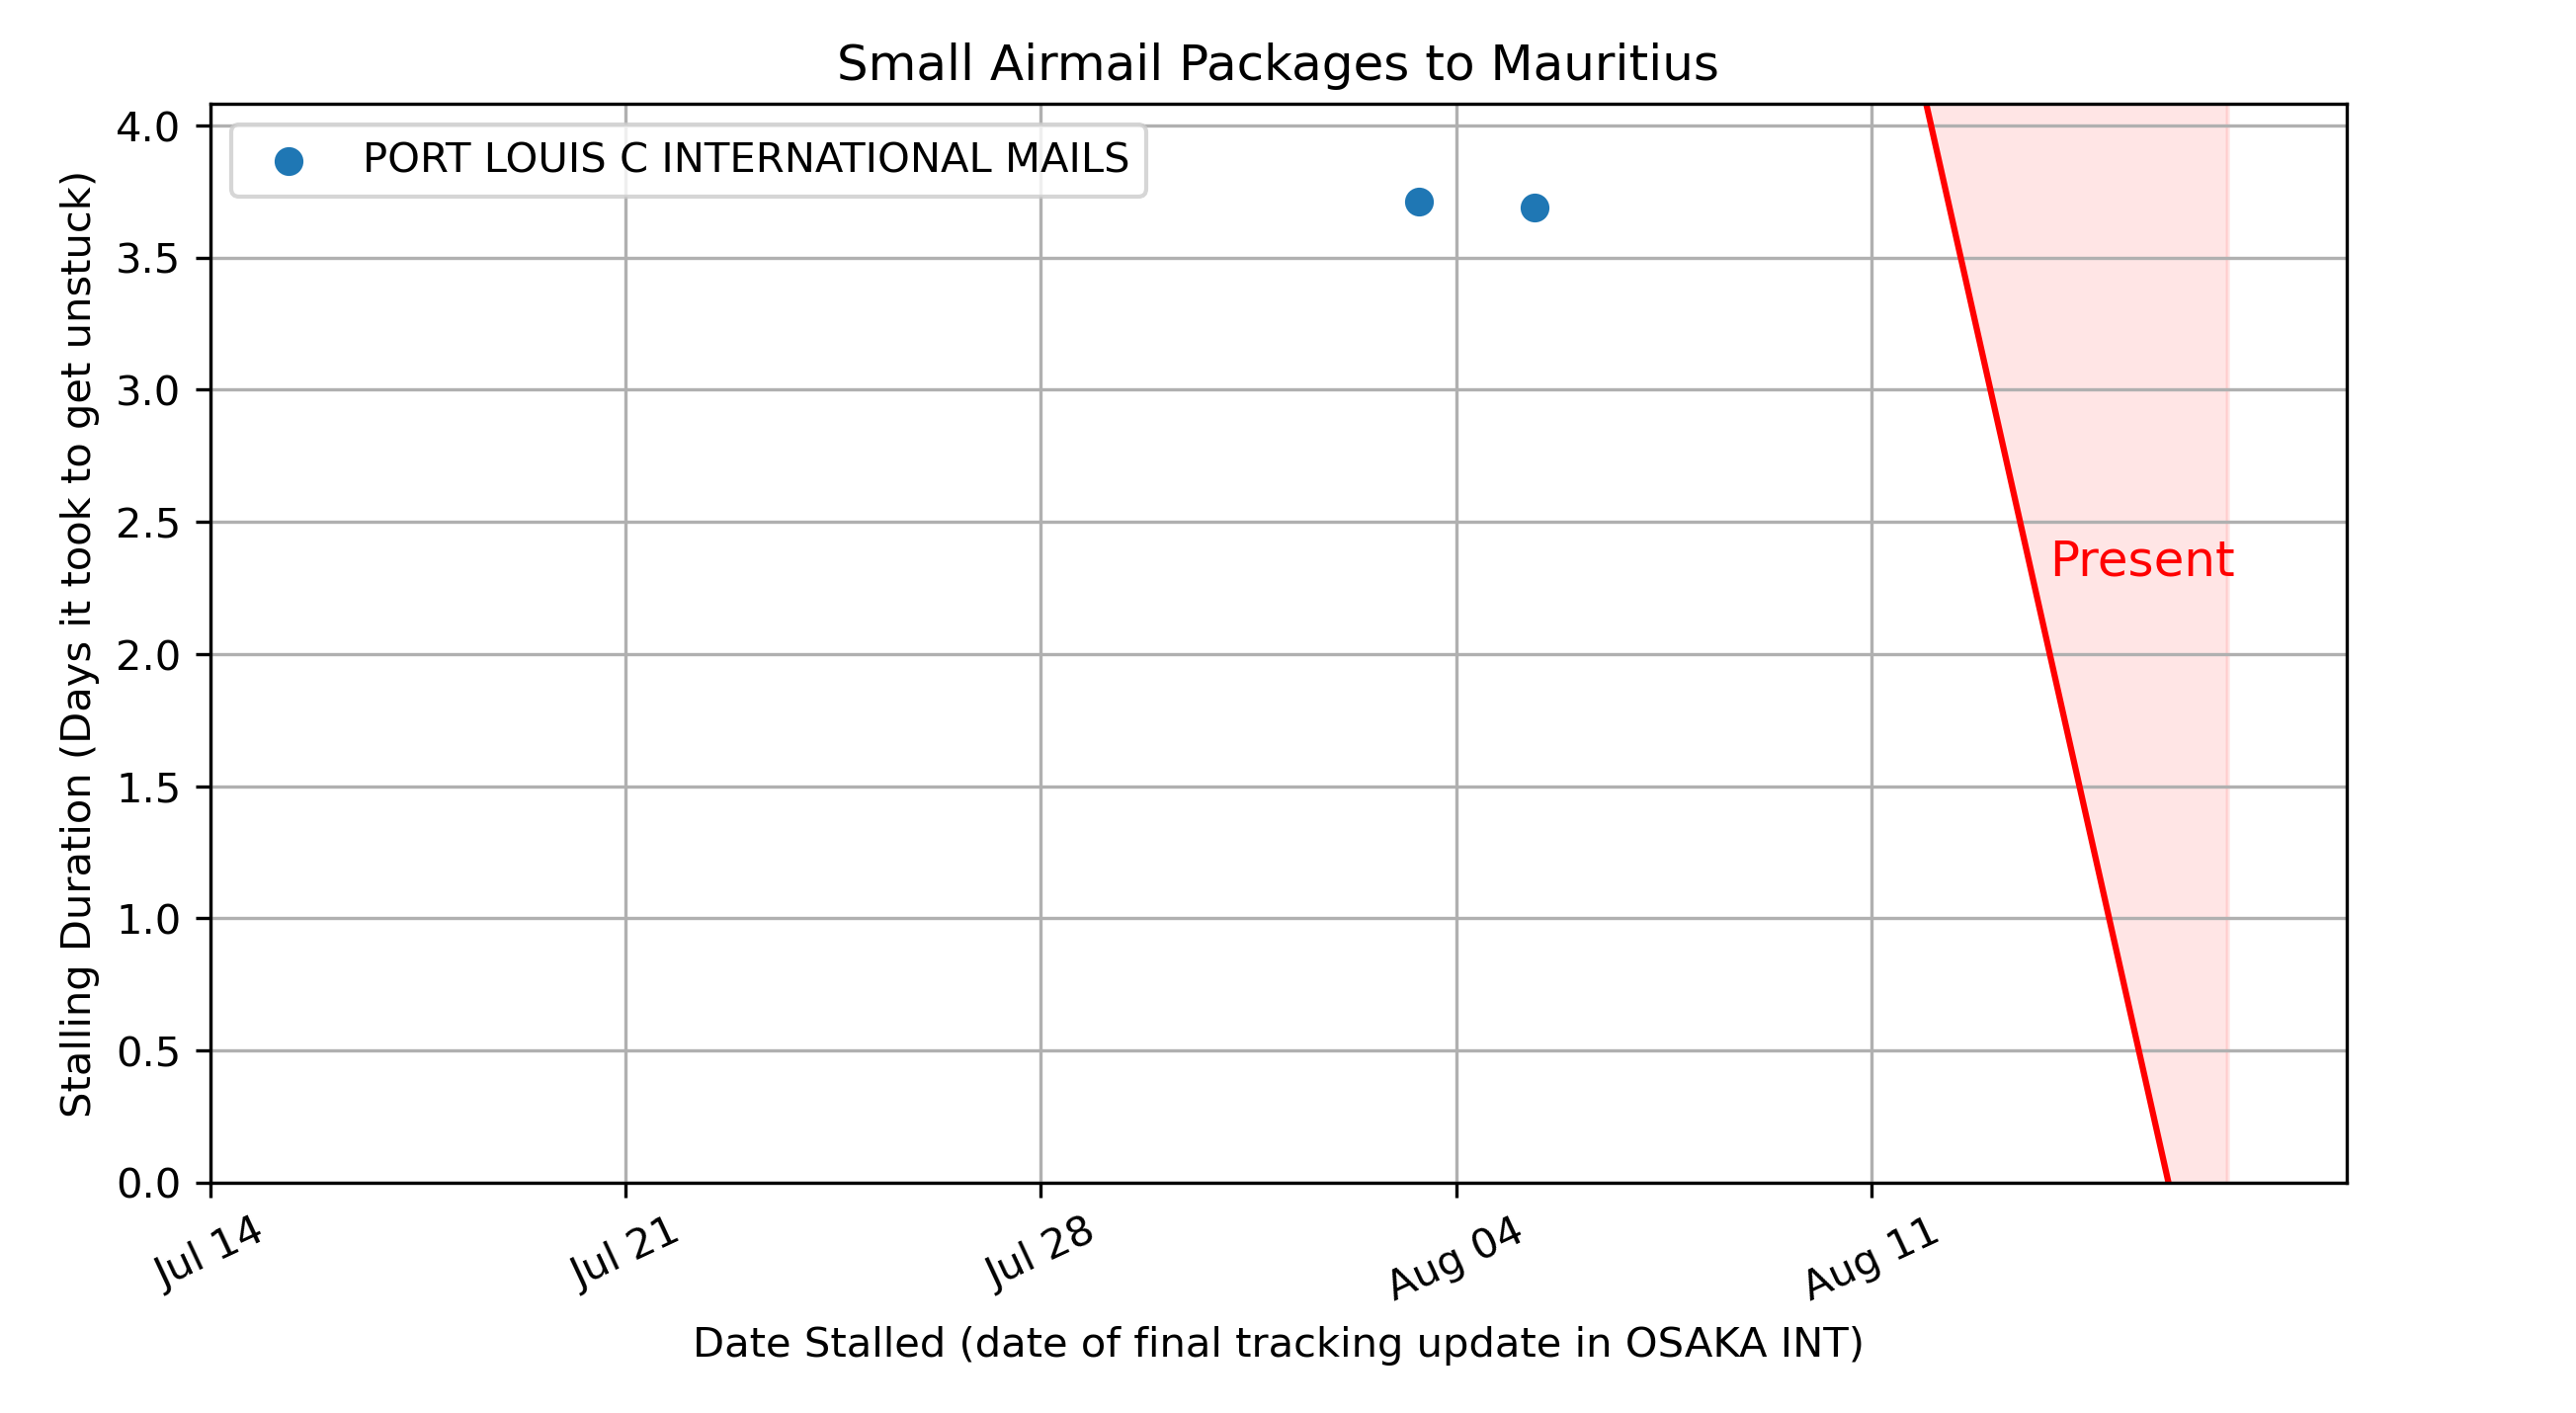 Small Airmail Packages to Mauritius
PORT LOUIS C INTERNATIONAL MAILS
Stalling Duration (Days it took to get unstuck)
4.0
3.5
3.0
2.5
2.0
1.5
1.0
0.5
0.0
Present
Jul 14
Jul 21
Jul 28
Aug 04
Aug 11
Date Stalled (date of final tracking update in OSAKA INT)